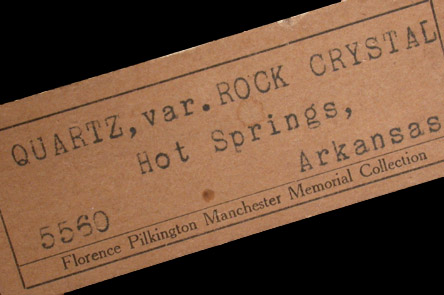 QUARTZ, var. ROCK CRYSTAL
Hot Springs,
Arkansas
5560
Florence Pilkington Manchester Memorial Collection